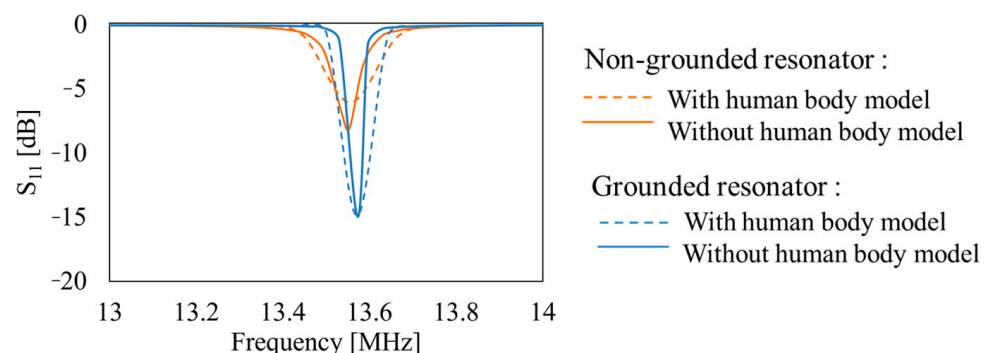 0
-5
-10
-15
-20
S11 [dB]
13 13.2 13.4 13.6 13.8 14
Frequency [MHz]
Non-grounded resonator :
With human body model
Without human body model
Grounded resonator :
With human body model
Without human body model